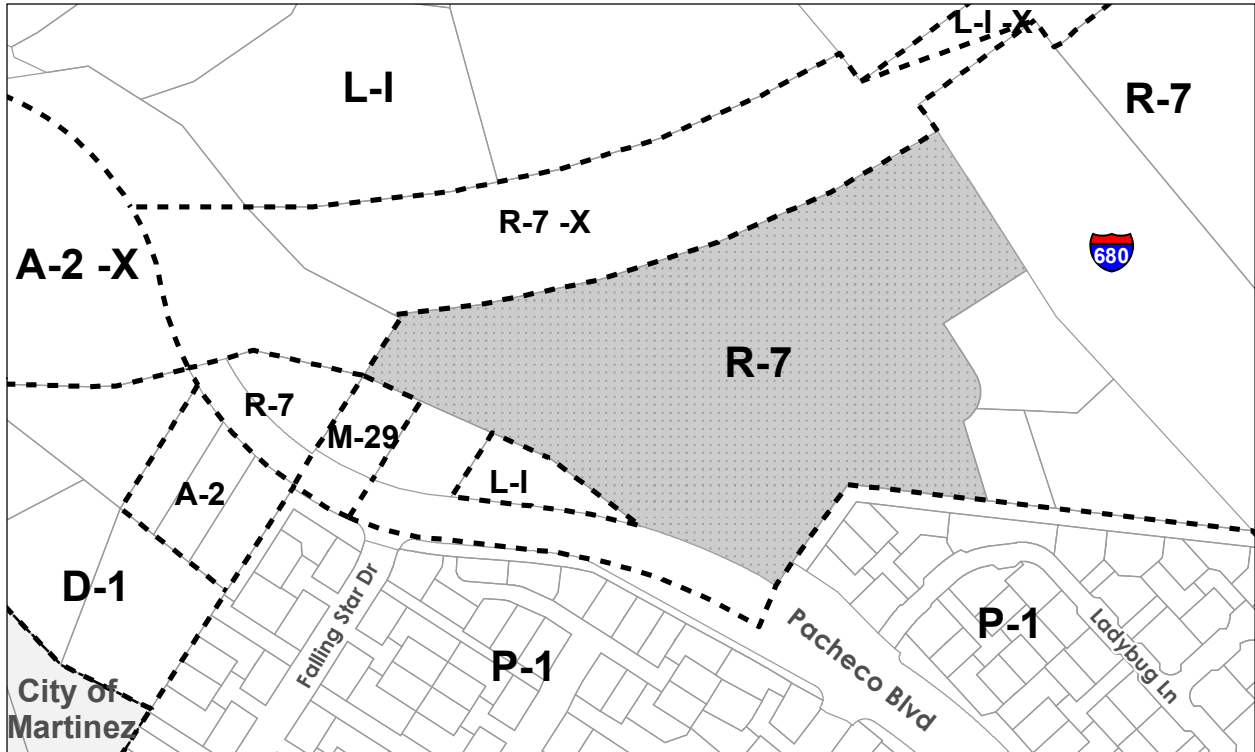 L-I -X
L-I
R-7
R-7 -X
A-2 -X
680
R-7
R-7
M-29
L-I
A-2
D-1
Falling Star Dr
P-1
Pacheco Blvd
P-1
Ladybug Ln
City of
Martinez